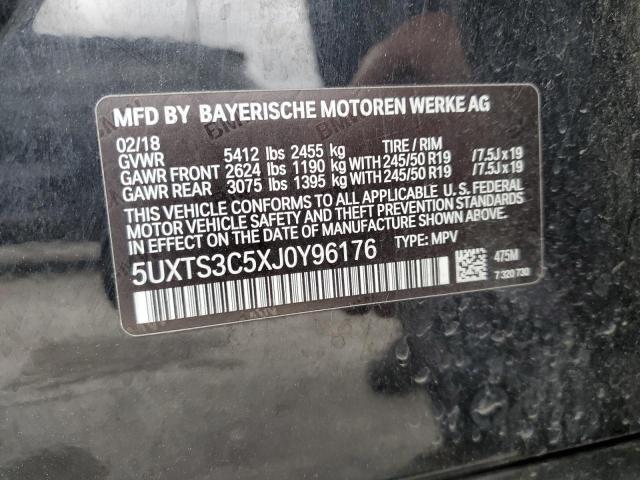 MFD BY BAYERISCHE MOTOREN WERKE AG
02/18 TIRE / RIM
GVWR 5412 lbs 2455 kg
GAWR FRONT 2624 lbs 1190 kg WITH 245/50 R19 /7.5J x 19
GAWR REAR 3075 lbs 1395 kg WITH 245/50 R19 /7.5J x 19
THIS VEHICLE CONFORMS TO ALL APPLICABLE U.S. FEDERAL
MOTOR VEHICLE SAFETY AND THEFT PREVENTION STANDARDS
IN EFFECT ON THE DATE OF MANUFACTURE SHOWN ABOVE.
5UXTS3C5XJ0Y96176 TYPE: MPV
475M
7 320 730